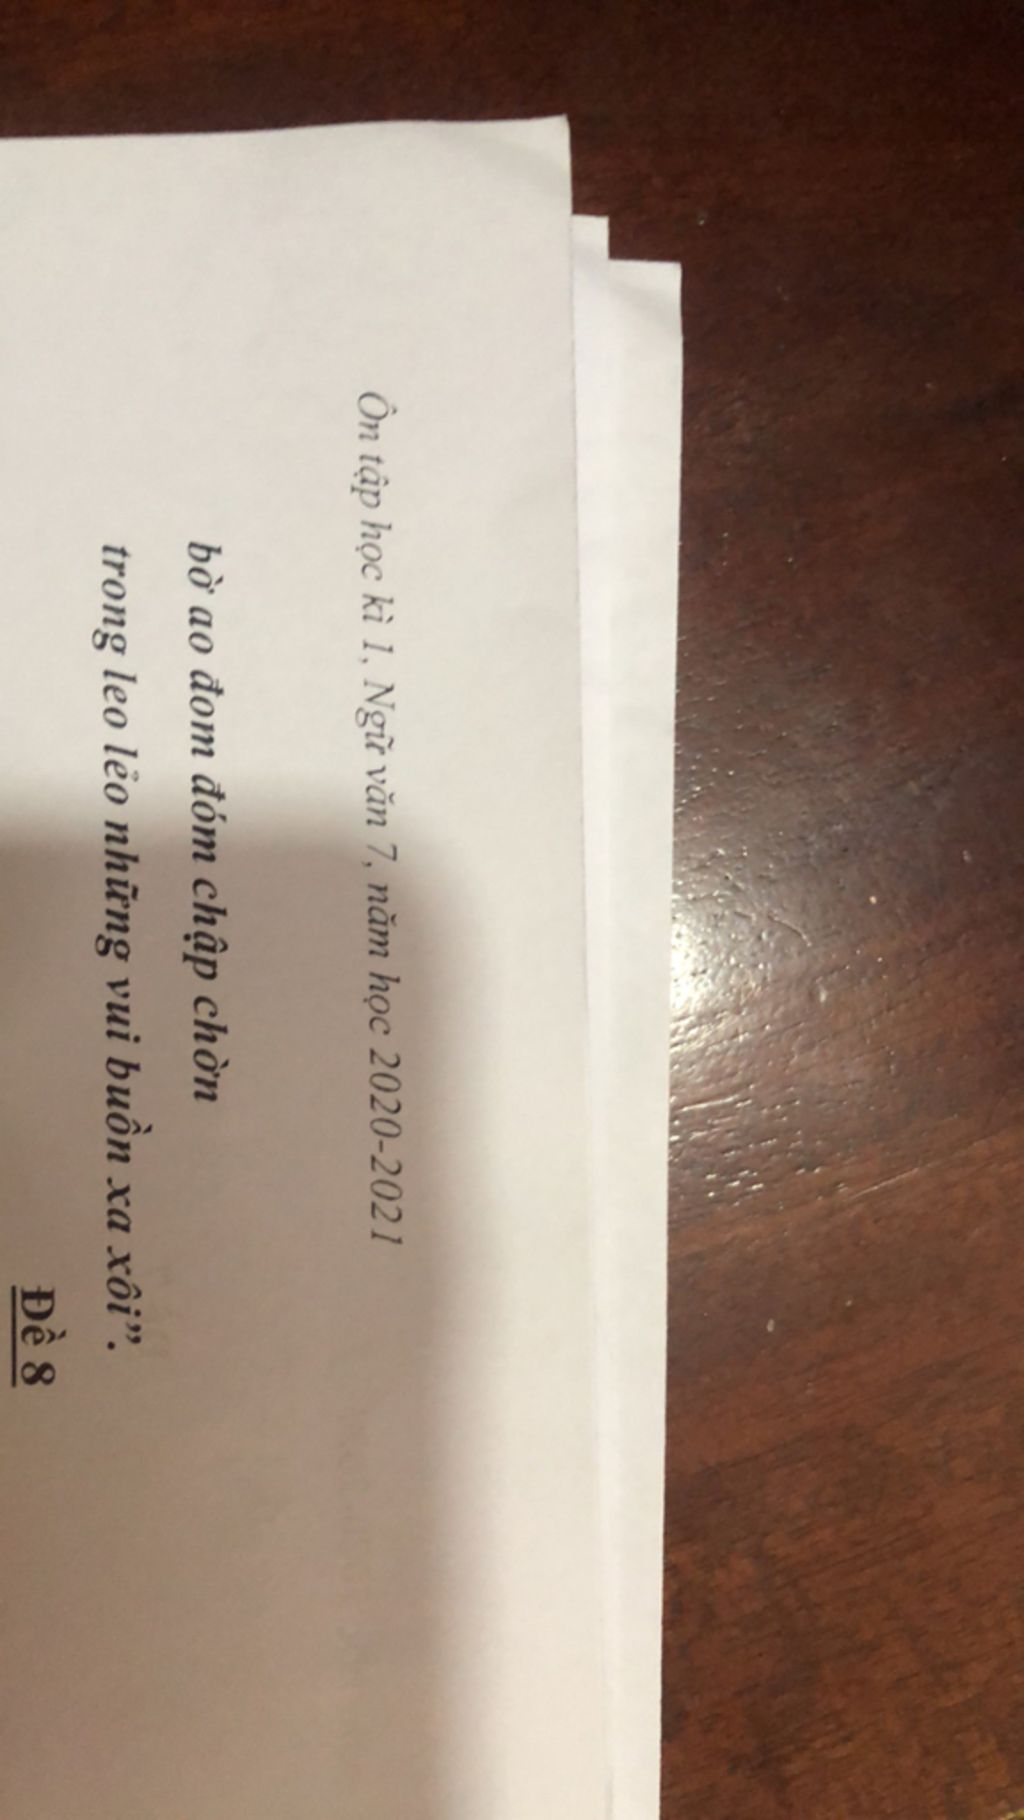 Ôn tập học kì 1, Ngữ văn 7, năm học 2020-2021
bờ ao đom đóm chập chờn
trong leo lẻo những vui buồn xa xôi”.
Đề 8